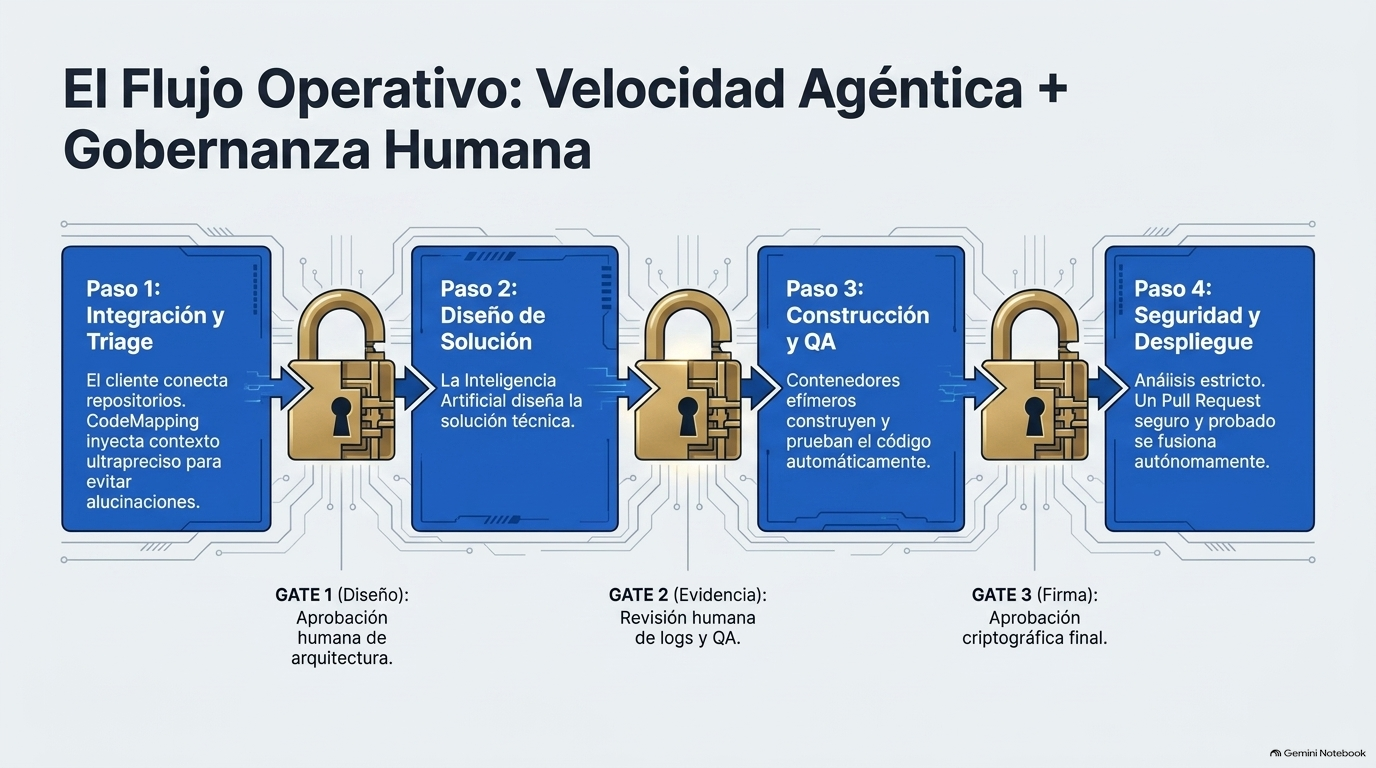 El Flujo Operativo: Velocidad Agéntica +
Gobernanza Humana
Paso 1:
Integración y
Triage
El cliente conecta
repositorios.
CodeMapping
inyecta contexto
ultrapreciso para
evitar
alucinaciones.
Paso 2:
Diseño de
Solución
La Inteligencia
Artificial diseña la
solución técnica.
Paso 3:
Construcción
y QA
Contenedores
efímeros
construyen y
prueban el código
automáticamente.
Paso 4:
Seguridad y
Despliegue
Análisis estricto.
Un Pull Request
seguro y probado
se fusiona
autónomamente.
GATE 1 (Diseño):
Aprobación
humana de
arquitectura.
GATE 2 (Evidencia):
Revisión humana
de logs y QA.
GATE 3 (Firma):
Aprobación
criptográfica final.
Gemini Notebook